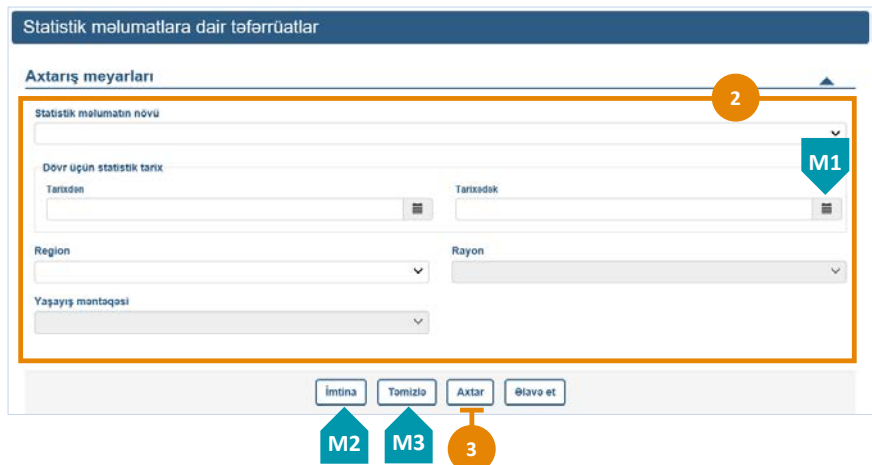 Statistik məlumatlara dair təfərrüatlar
Axtarış meyarları
2
Statistik məlumatın növü
M1
Dövr üçün statistik tarix
Tarixdən
Tarixədək
Region
Rayon
Yaşayış məntəqəsi
İmtina
Təmizlə
Axtar
Əlavə et
M2
M3
3